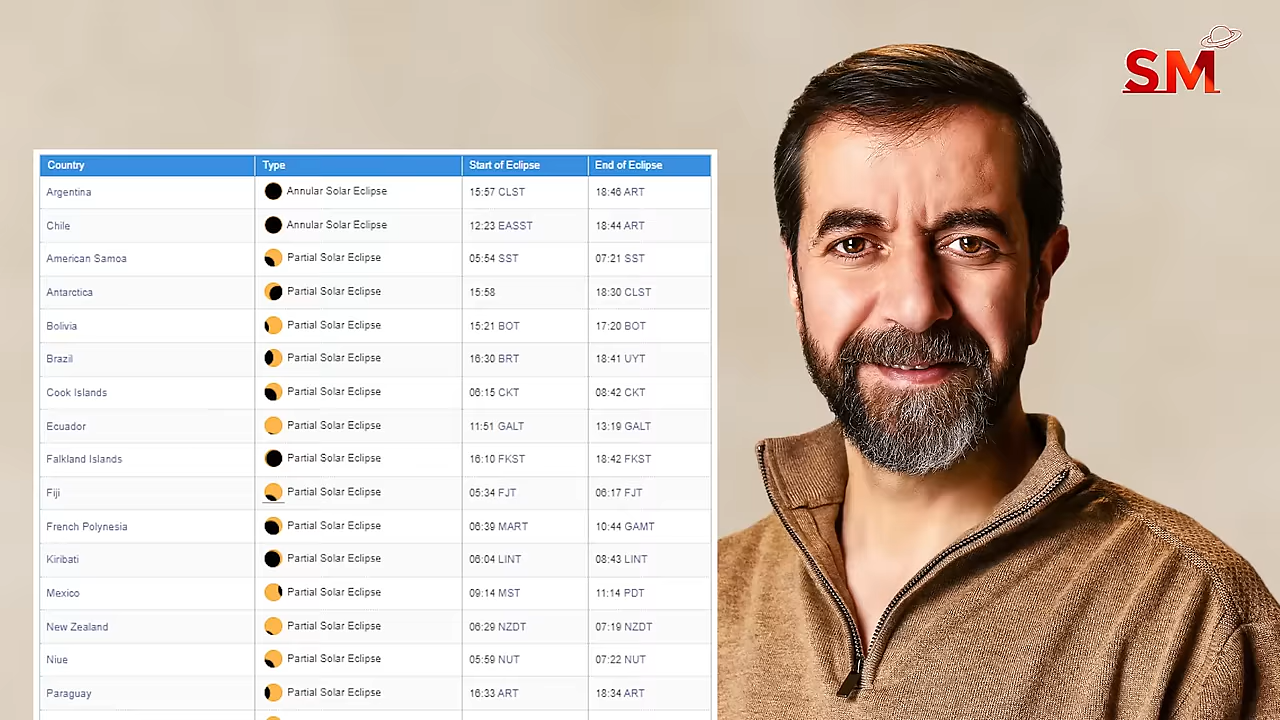 SM
Country Type Start of Eclipse End of Eclipse
Argentina Annular Solar Eclipse 15:57 CLST 18:46 ART
Chile Annular Solar Eclipse 12:23 EASST 18:44 ART
American Samoa Partial Solar Eclipse 05:54 SST 07:21 SST
Antarctica Partial Solar Eclipse 15:58 18:30 CLST
Bolivia Partial Solar Eclipse 15:21 BOT 17:20 BOT
Brazil Partial Solar Eclipse 16:30 BRT 18:41 UYT
Cook Islands Partial Solar Eclipse 06:15 CKT 08:42 CKT
Ecuador Partial Solar Eclipse 11:51 GALT 13:19 GALT
Falkland Islands Partial Solar Eclipse 16:10 FKST 18:42 FKST
Fiji Partial Solar Eclipse 05:34 FJT 06:17 FJT
French Polynesia Partial Solar Eclipse 06:39 MART 10:44 GAMT
Kiribati Partial Solar Eclipse 06:04 LINT 08:43 LINT
Mexico Partial Solar Eclipse 09:14 MST 11:14 PDT
New Zealand Partial Solar Eclipse 06:29 NZDT 07:19 NZDT
Niue Partial Solar Eclipse 05:59 NUT 07:22 NUT
Paraguay Partial Solar Eclipse 16:33 ART 18:34 ART